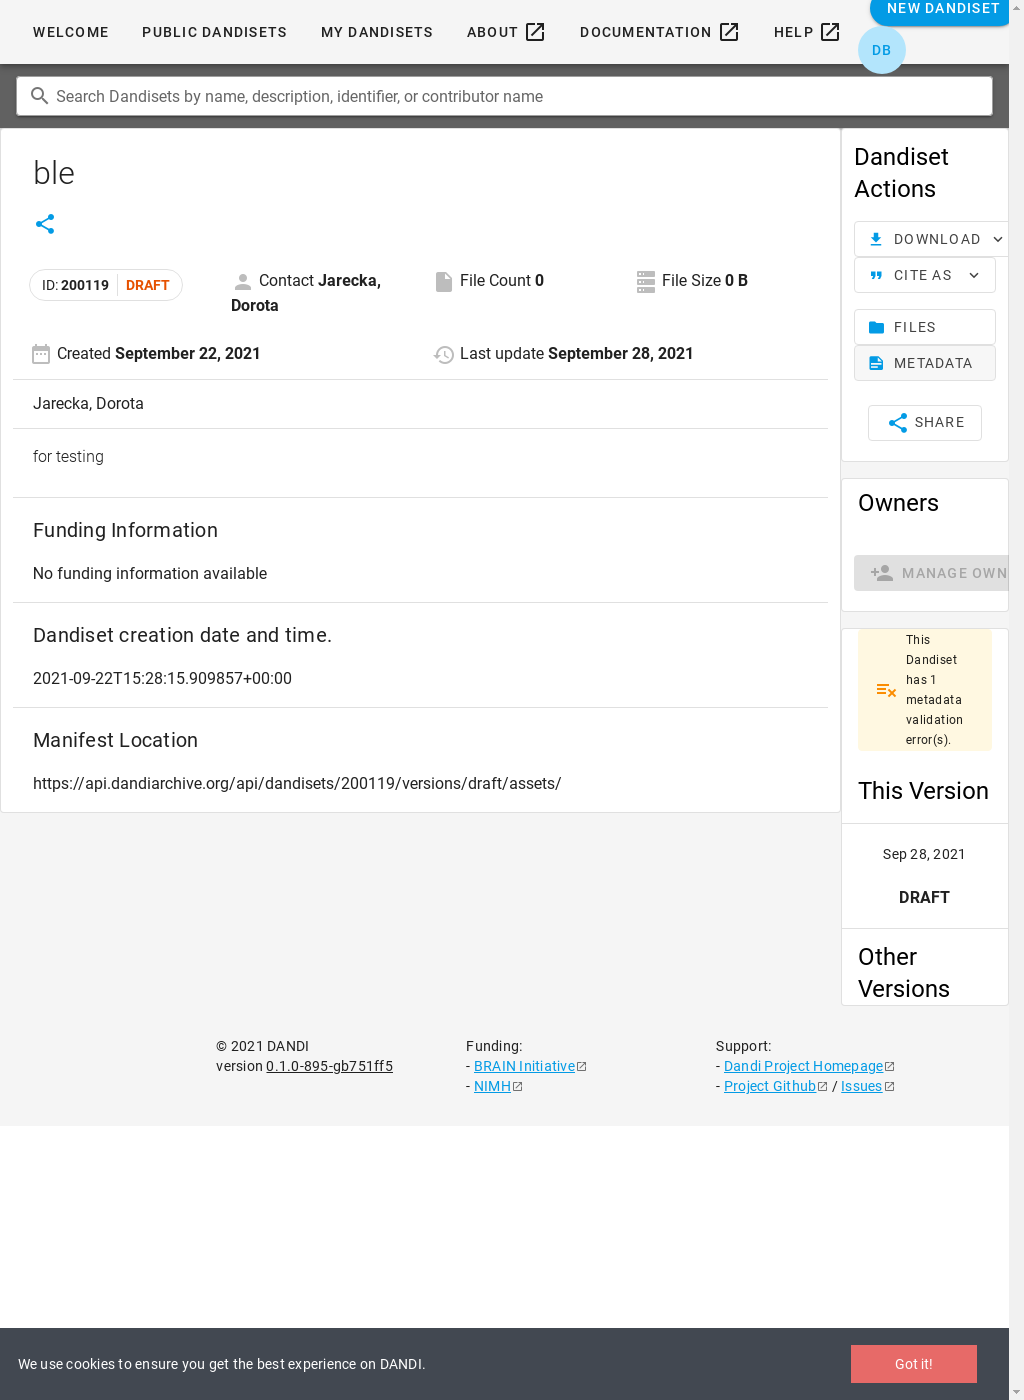 WELCOME
PUBLIC DANDISETS
MY DANDISETS
ABOUT
DOCUMENTATION
HELP
NEW DANDISET
DB
Search Dandisets by name, description, identifier, or contributor name
ble
ID: 200119 DRAFT
Contact Jarecka,
Dorota
File Count 0
File Size 0 B
Created September 22, 2021
Last update September 28, 2021
Jarecka, Dorota
for testing
Funding Information
No funding information available
Dandiset creation date and time.
2021-09-22T15:28:15.909857+00:00
Manifest Location
https://api.dandiarchive.org/api/dandisets/200119/versions/draft/assets/
Dandiset
Actions
DOWNLOAD
CITE AS
FILES
METADATA
SHARE
Owners
MANAGE OWN
This
Dandiset
has 1
metadata
validation
error(s).
This Version
Sep 28, 2021
DRAFT
Other
Versions
© 2021 DANDI
version 0.1.0-895-gb751ff5
Funding:
- BRAIN Initiative
- NIMH
Support:
- Dandi Project Homepage
- Project Github / Issues
We use cookies to ensure you get the best experience on DANDI.
Got it!